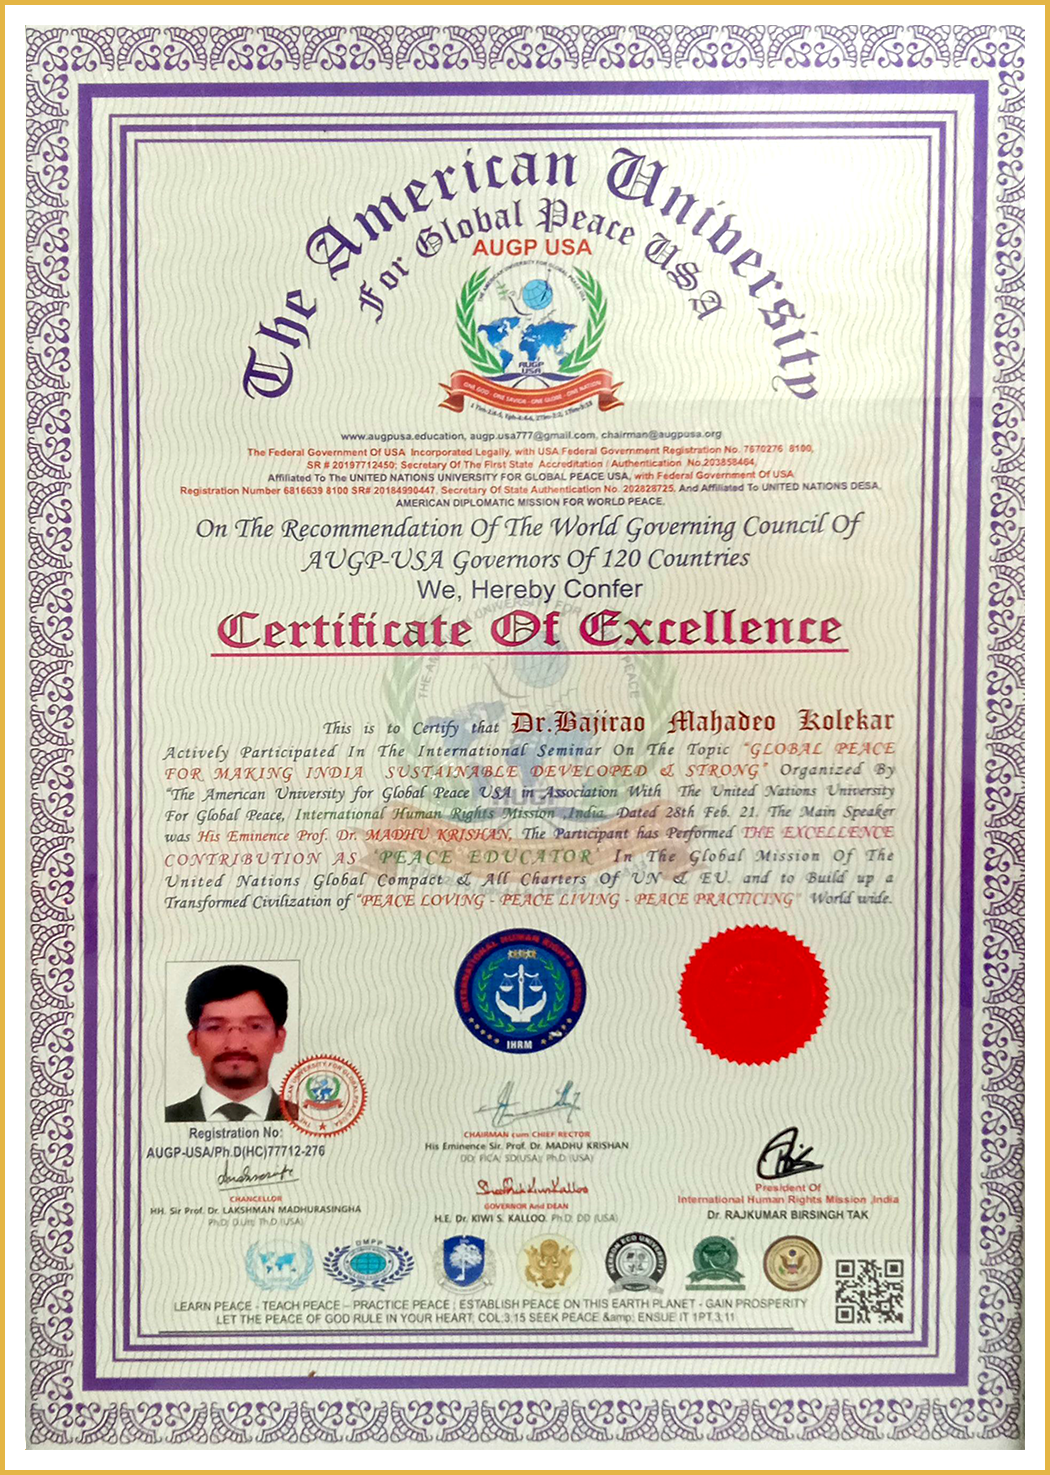 The American University
For Global Peace USA
AUGP USA
THE AMERICAN UNIVERSITY FOR GLOBAL PEACE USA
AUGP
USA
ONE GOD - ONE SAVIOR - ONE GLOBE - ONE NATION
www.augpusa.education, augp.usa777@gmail.com, chairman@augpusa.org
The Federal Government Of USA Incorporated Legally, with USA Federal Government Registration No. 7670276 8100,
SR # 20197712450; Secretary Of The First State Accreditation / Authentication No.203858464,
Affiliated To The UNITED NATIONS UNIVERSITY FOR GLOBAL PEACE USA, with Federal Government Of USA
Registration Number 6816639 8100 SR# 20184990447, Secretary Of State Authentication No. 202828725. And Affiliated To UNITED NATIONS DESA,
AMERICAN DIPLOMATIC MISSION FOR WORLD PEACE.
On The Recommendation Of The World Governing Council Of
AUGP-USA Governors Of 120 Countries
We, Hereby Confer
Certificate Of Excellence
This is to Certify that Dr.Bajirao Mahadeo Kolekar
Actively Participated In The International Seminar On The Topic "GLOBAL PEACE
FOR MAKING INDIA SUSTAINABLE DEVELOPED & STRONG" Organized By
"The American University for Global Peace USA in Association With The United Nations University
For Global Peace, International Human Rights Mission ,India, Dated 28th Feb. 21. The Main Speaker
was His Eminence Prof. Dr. MADHU KRISHAN, The Participant has Performed THE EXCELLENCE
CONTRIBUTION AS "PEACE EDUCATOR" In The Global Mission Of The
United Nations Global Compact & All Charters Of UN & EU. and to Build up a
Transformed Civilization of "PEACE LOVING - PEACE LIVING - PEACE PRACTICING" World wide.
INTERNATIONAL HUMAN RIGHTS MISSION
IHRM
Registration No:
AUGP-USA/Ph.D(HC)77712-276
CHANCELLOR
HH. Sir Prof. Dr. LAKSHMAN MADHURASINGHA
Ph.D; D.Litt; Th.D (USA)
CHAIRMAN cum CHIEF RECTOR
His Eminence Sir. Prof. Dr. MADHU KRISHAN
DD; FICA; SD(USA); Ph.D (USA)
GOVERNOR And DEAN
H.E. Dr. KIWI S. KALLOO. Ph.D; DD (USA)
President Of
International Human Rights Mission ,India
Dr. RAJKUMAR BIRSINGH TAK
DMPP
LEARN PEACE - TEACH PEACE – PRACTICE PEACE ; ESTABLISH PEACE ON THIS EARTH PLANET - GAIN PROSPERITY
LET THE PEACE OF GOD RULE IN YOUR HEART; COL;3;15 SEEK PEACE &amp; ENSUE IT 1PT.3;11